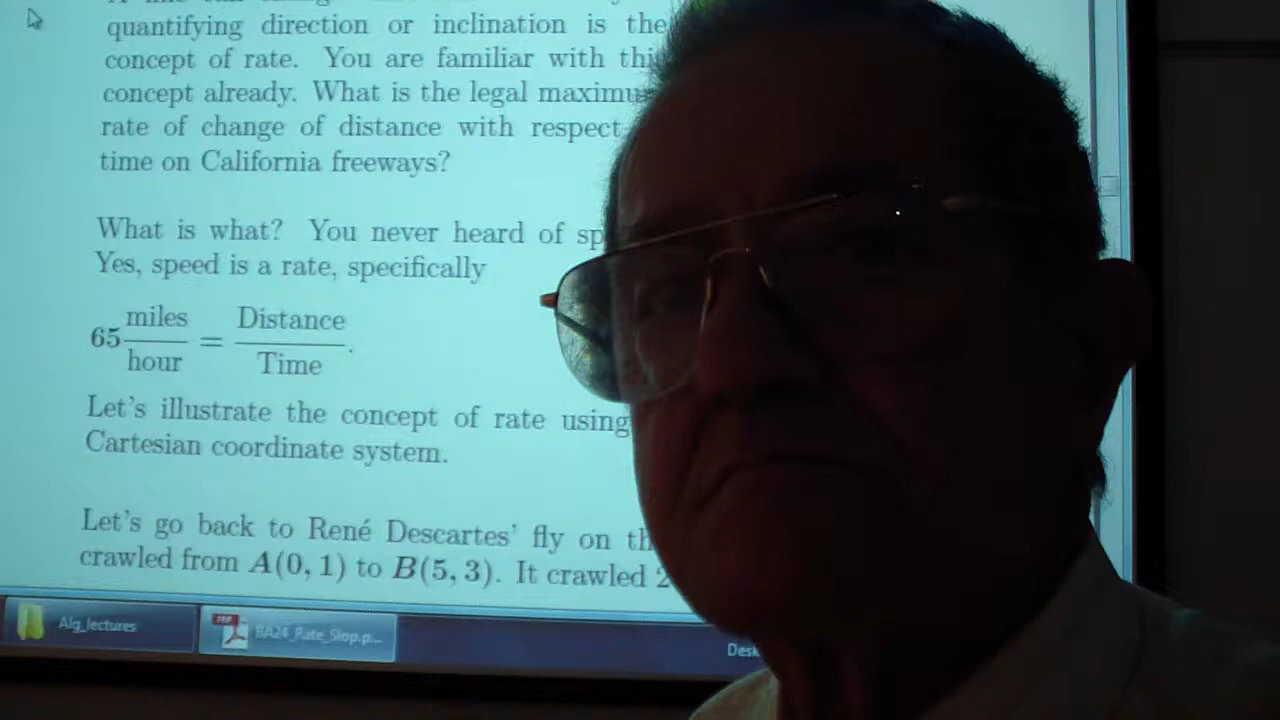 quantifying direction or inclination is the
concept of rate. You are familiar with thi
concept already. What is the legal maximu
rate of change of distance with respect
time on California freeways?
What is what? You never heard of sp
Yes, speed is a rate, specifically
65 miles/hour = Distance/Time.
Let's illustrate the concept of rate using
Cartesian coordinate system.
Let's go back to René Descartes' fly on th
crawled from A(0, 1) to B(5, 3). It crawled 2
Alg_lectures
PDF
BA24_Rate_Slop.p...
Desk